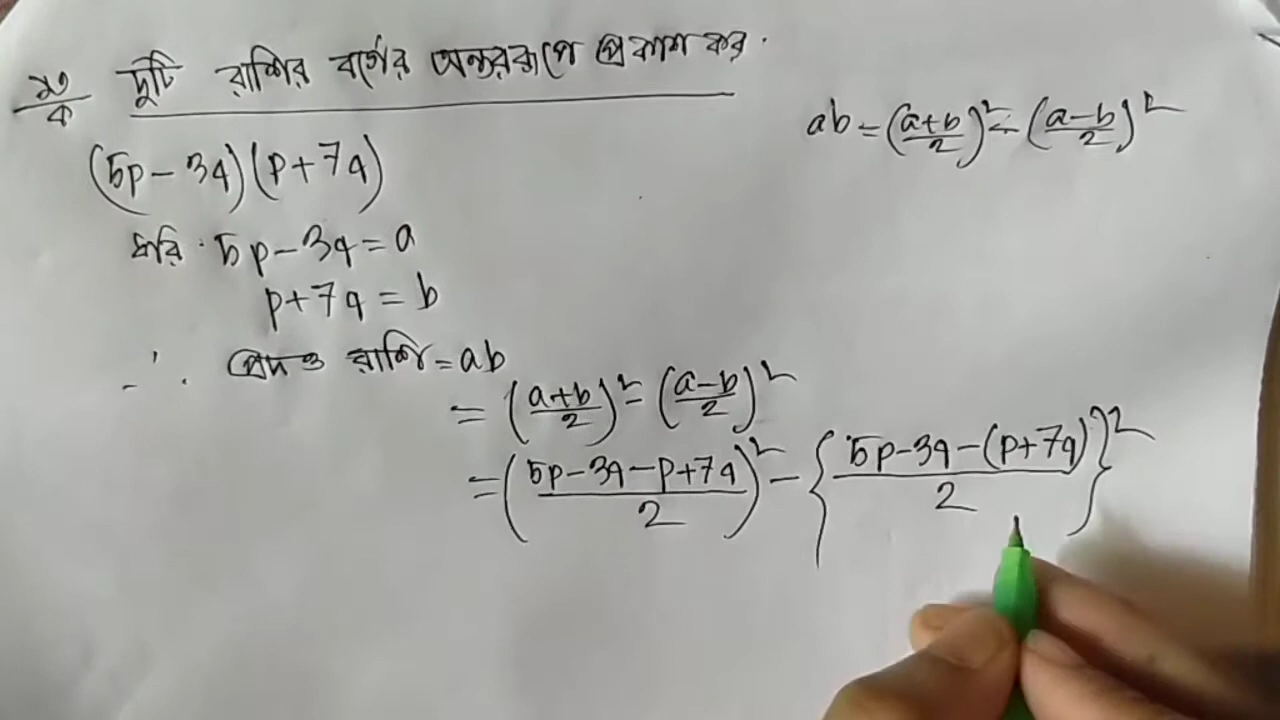 ১৩/ক দুটি রাশির বর্গের অন্তররূপে প্রকাশ কর.
ab = (a+b/2)² - (a-b/2)²
(5p - 3q)(p + 7q)
ধরি. 5p - 3q = a
p + 7q = b
∴ প্রদত্ত রাশি = ab
= (a+b/2)² - (a-b/2)²
= (5p - 3q - p + 7q/2)² - {5p - 3q - (p + 7q)/2}²